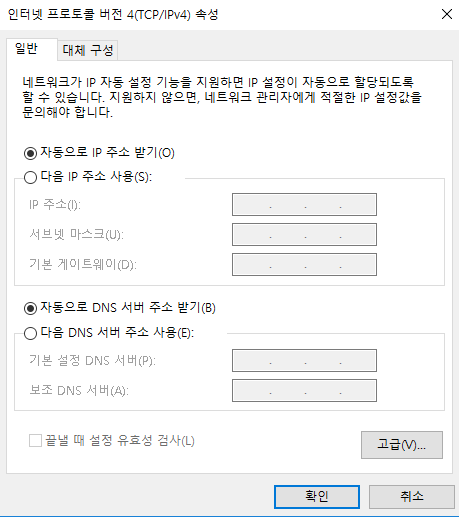 인터넷 프로토콜 버전 4(TCP/IPv4) 속성
일반
대체 구성
네트워크가 IP 자동 설정 기능을 지원하면 IP 설정이 자동으로 할당되도록
할 수 있습니다. 지원하지 않으면, 네트워크 관리자에게 적절한 IP 설정값을
문의해야 합니다.
자동으로 IP 주소 받기(O)
다음 IP 주소 사용(S):
IP 주소(I):
서브넷 마스크(U):
기본 게이트웨이(D):
자동으로 DNS 서버 주소 받기(B)
다음 DNS 서버 주소 사용(E):
기본 설정 DNS 서버(P):
보조 DNS 서버(A):
끝낼 때 설정 유효성 검사(L)
고급(V)...
확인
취소